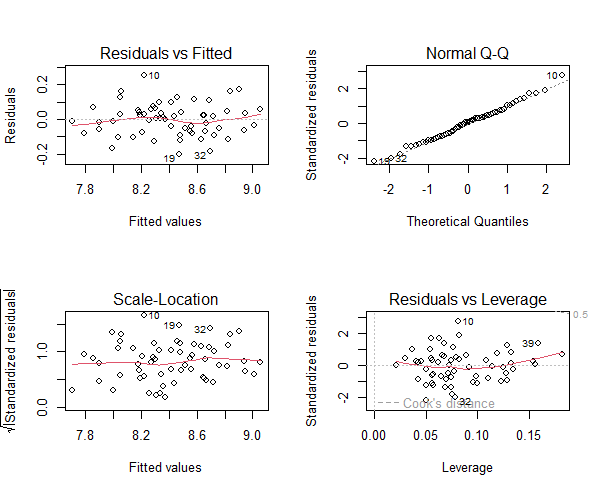 Residuals vs Fitted
Residuals
0.2
0.0
-0.2
10
19
32
7.8 8.2 8.6 9.0
Fitted values
Normal Q-Q
Standardized residuals
2
0
-2
10
19 32
-2 -1 0 1 2
Theoretical Quantiles
Scale-Location
√|Standardized residuals|
1.0
0.0
10
19
32
7.8 8.2 8.6 9.0
Fitted values
Residuals vs Leverage
Standardized residuals
2
0
-2
10
0.5
39
32
Cook's distance
0.00 0.05 0.10 0.15
Leverage